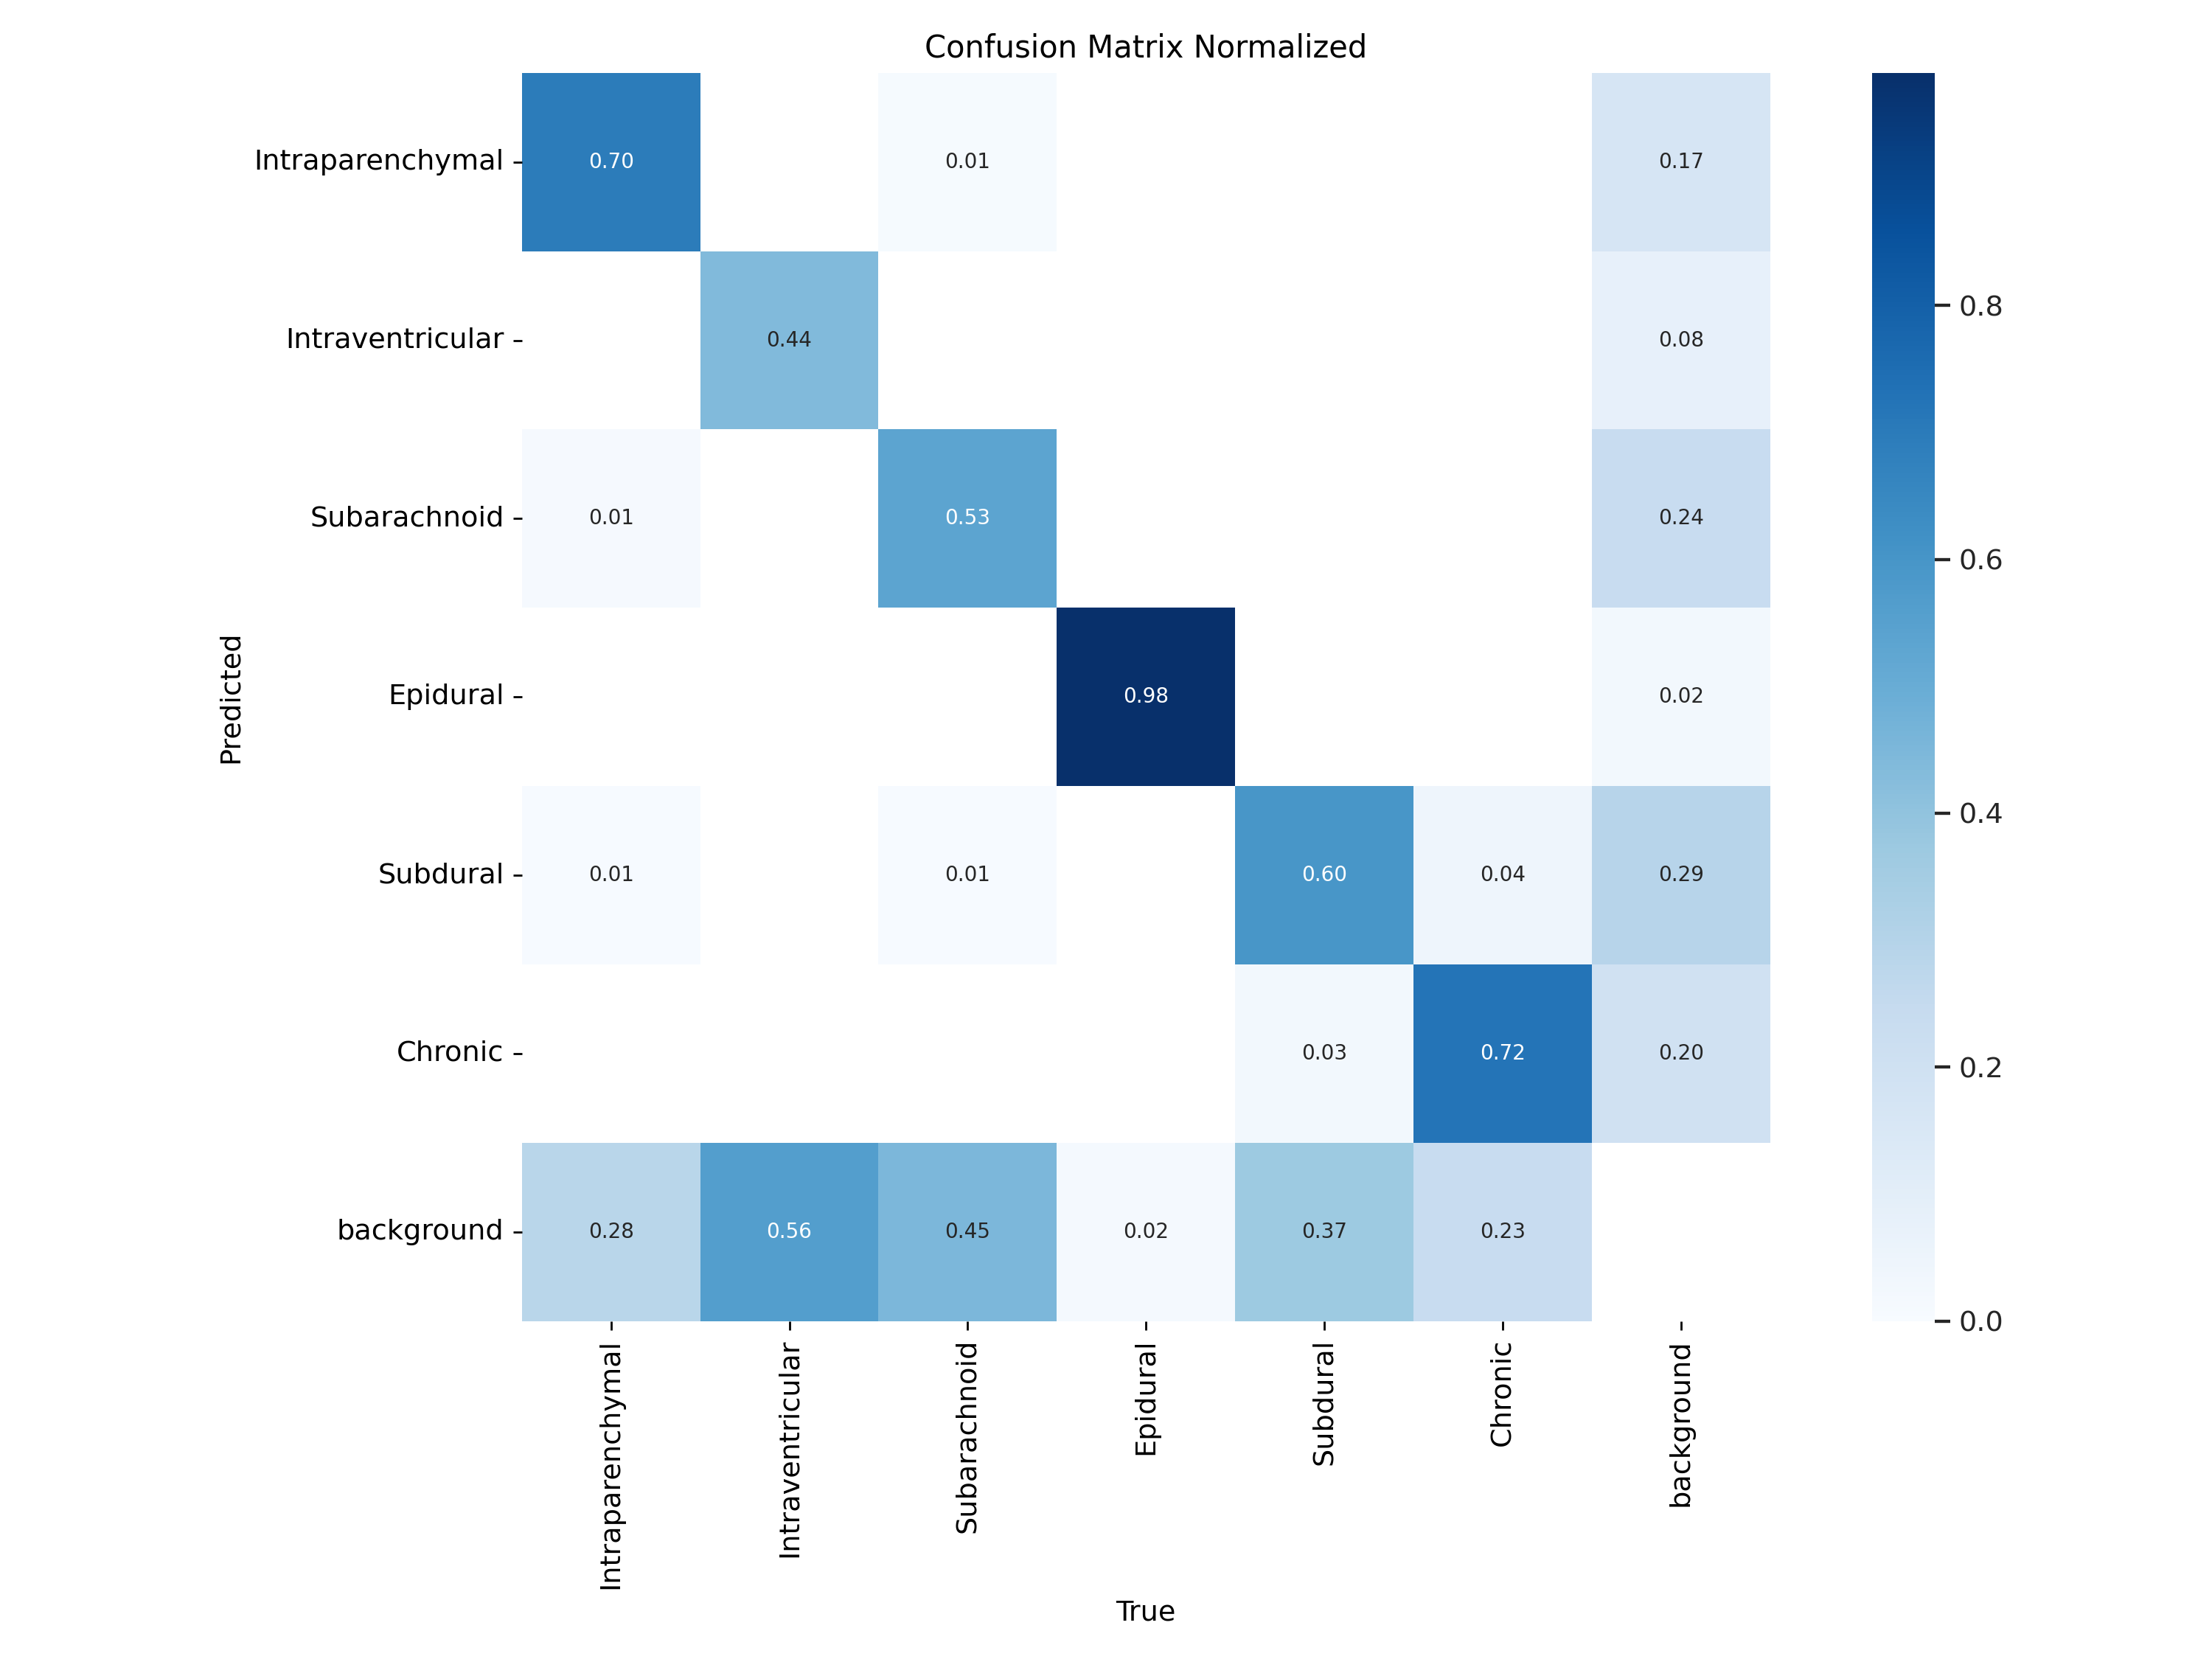 Confusion Matrix Normalized
Predicted
Intraparenchymal 0.70 0.01 0.17
Intraventricular 0.44 0.08
Subarachnoid 0.01 0.53 0.24
Epidural 0.98 0.02
Subdural 0.01 0.01 0.60 0.04 0.29
Chronic 0.03 0.72 0.20
background 0.28 0.56 0.45 0.02 0.37 0.23
Intraparenchymal
Intraventricular
Subarachnoid
Epidural
Subdural
Chronic
background
True
0.8
0.6
0.4
0.2
0.0